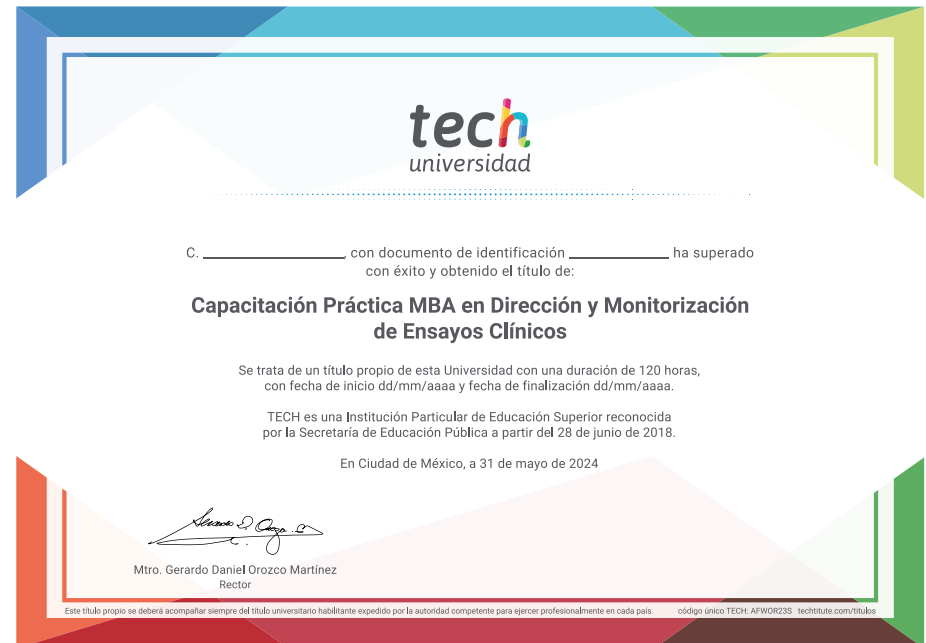 tech
universidad
C. ____________________, con documento de identificación ______________ ha superado
con éxito y obtenido el título de:
Capacitación Práctica MBA en Dirección y Monitorización
de Ensayos Clínicos
Se trata de un título propio de esta Universidad con una duración de 120 horas,
con fecha de inicio dd/mm/aaaa y fecha de finalización dd/mm/aaaa.
TECH es una Institución Particular de Educación Superior reconocida
por la Secretaría de Educación Pública a partir del 28 de junio de 2018.
En Ciudad de México, a 31 de mayo de 2024
Mtro. Gerardo Daniel Orozco Martínez
Rector
Este título propio se deberá acompañar siempre del título universitario habilitante expedido por la autoridad competente para ejercer profesionalmente en cada país. código único TECH: AFWOR23S techtitute.com/titulos